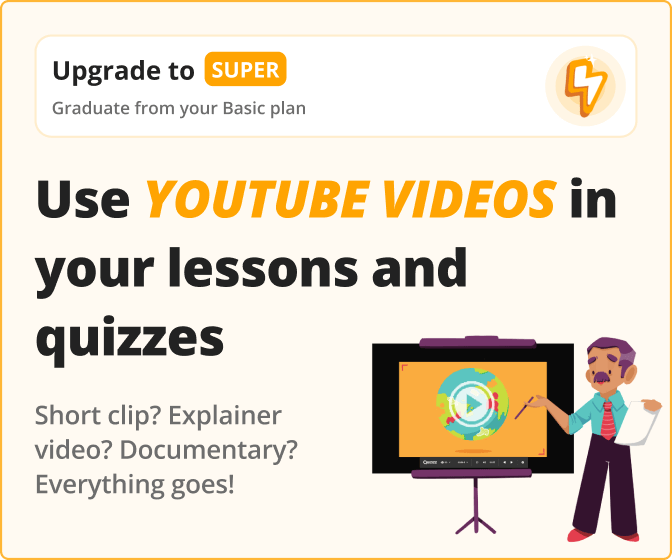 Upgrade to SUPER
Graduate from your Basic plan
Use YOUTUBE VIDEOS in
your lessons and
quizzes
Short clip? Explainer
video? Documentary?
Everything goes!